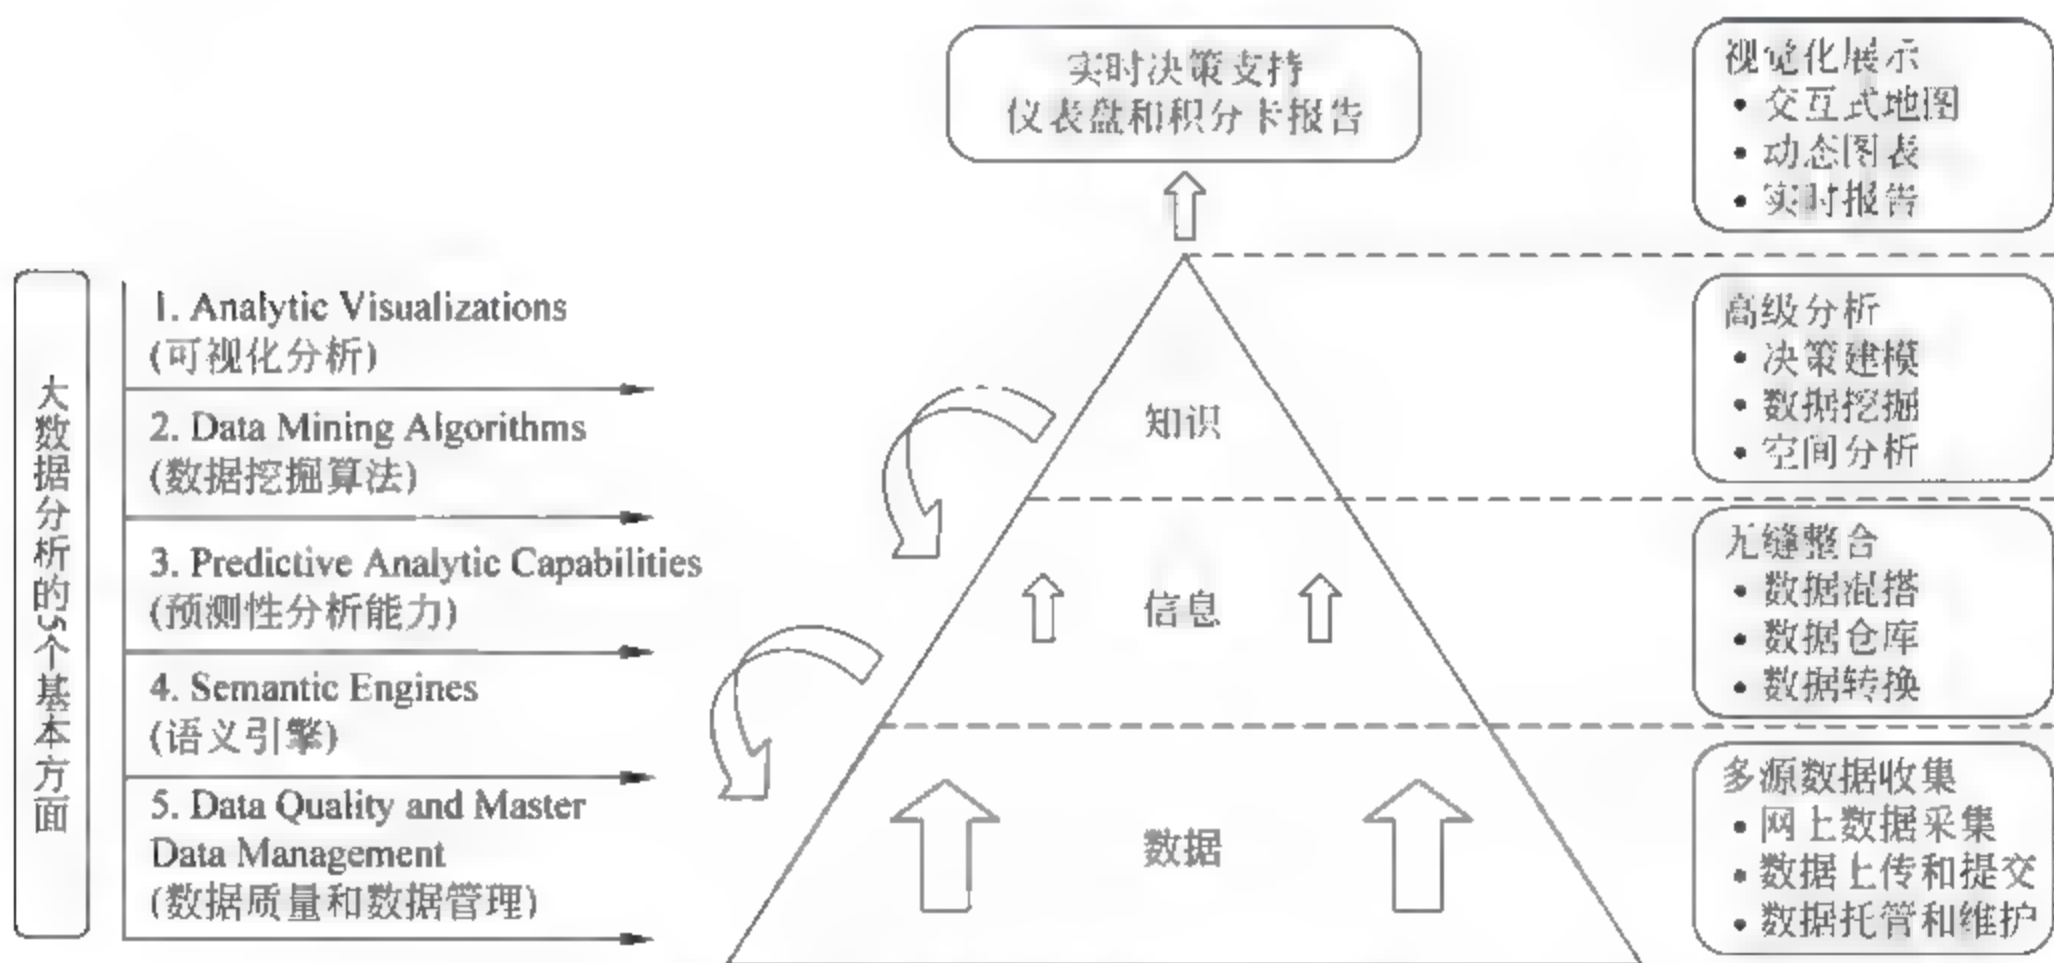 大数据分析的5个基本方面
1. Analytic Visualizations
(可视化分析)
2. Data Mining Algorithms
(数据挖掘算法)
3. Predictive Analytic Capabilities
(预测性分析能力)
4. Semantic Engines
(语义引擎)
5. Data Quality and Master
Data Management
(数据质量和数据管理)
实时决策支持
仪表盘和积分卡报告
知识
信息
数据
视觉化展示
• 交互式地图
• 动态图表
• 实时报告
高级分析
• 决策建模
• 数据挖掘
• 空间分析
无缝整合
• 数据混搭
• 数据仓库
• 数据转换
多源数据收集
• 网上数据采集
• 数据上传和提交
• 数据托管和维护